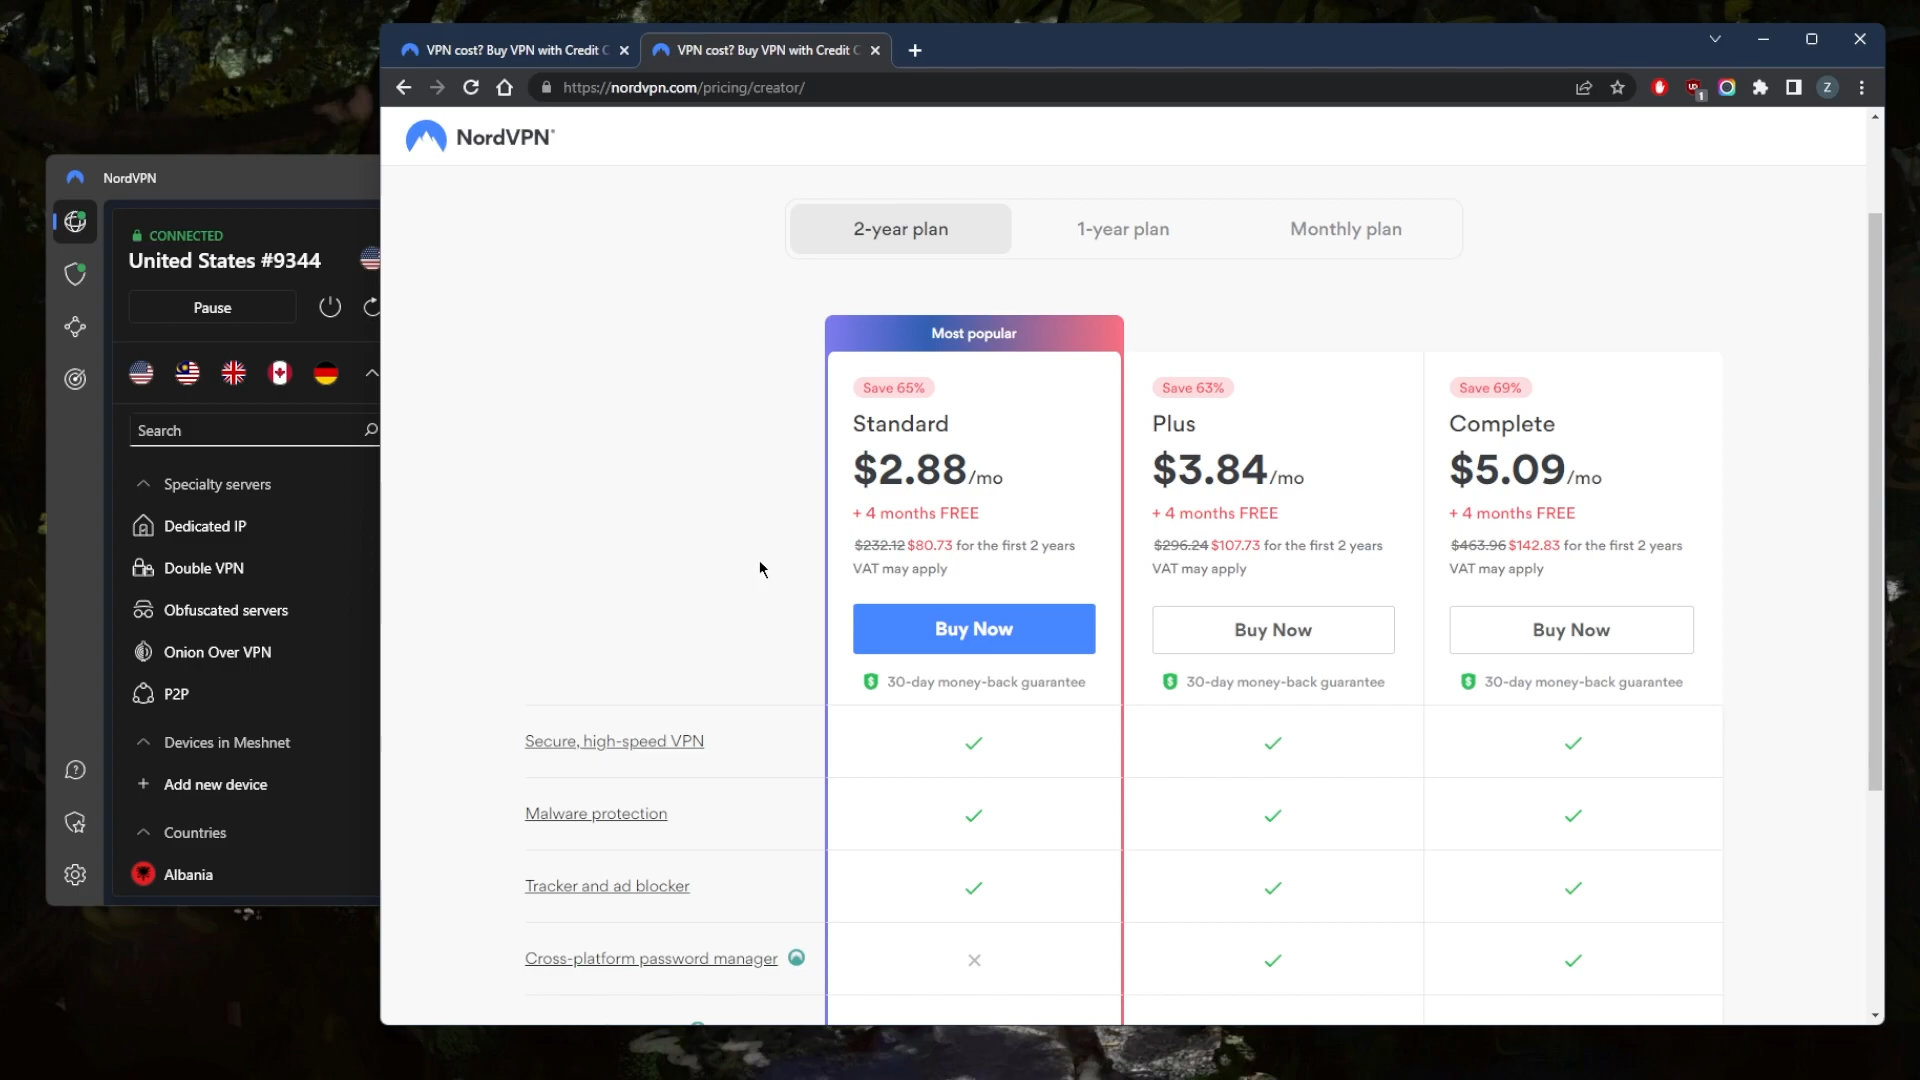 VPN cost? Buy VPN with Credit C
VPN cost? Buy VPN with Credit C
https://nordvpn.com/pricing/creator/
1
Z
NordVPN
CONNECTED
United States #9344
Pause
Search
Specialty servers
Dedicated IP
Double VPN
Obfuscated servers
Onion Over VPN
P2P
Devices in Meshnet
+ Add new device
Countries
Albania
NordVPN®
2-year plan
1-year plan
Monthly plan
Most popular
Save 65%
Standard
$2.88/mo
+ 4 months FREE
$232.12 $80.73 for the first 2 years
VAT may apply
Buy Now
30-day money-back guarantee
Save 63%
Plus
$3.84/mo
+ 4 months FREE
$296.24 $107.73 for the first 2 years
VAT may apply
Buy Now
30-day money-back guarantee
Save 69%
Complete
$5.09/mo
+ 4 months FREE
$463.96 $142.83 for the first 2 years
VAT may apply
Buy Now
30-day money-back guarantee
Secure, high-speed VPN
Malware protection
Tracker and ad blocker
Cross-platform password manager